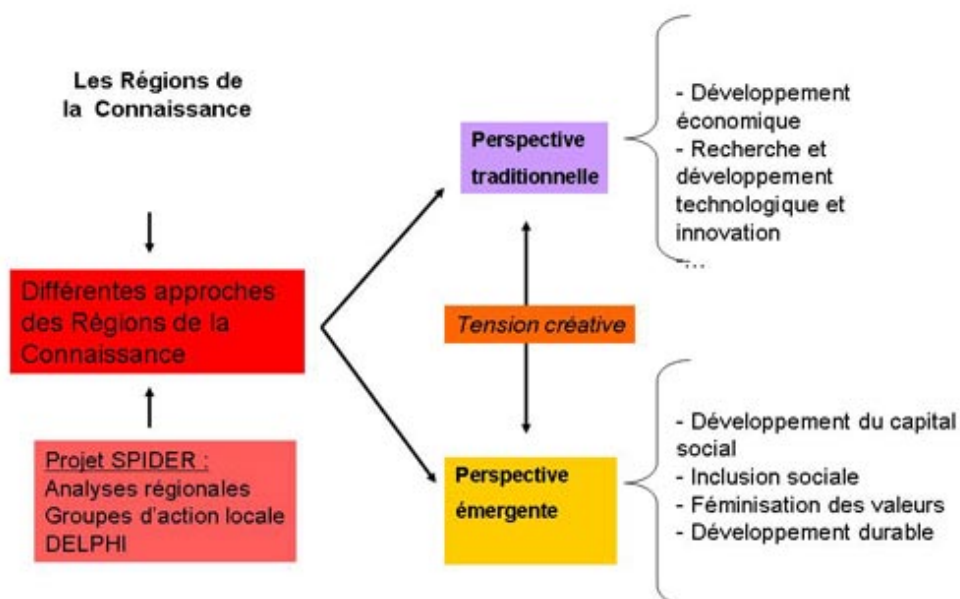 Les Régions de
la Connaissance
Différentes approches
des Régions de la
Connaissance
Projet SPIDER :
Analyses régionales
Groupes d'action locale
DELPHI
Perspective
traditionnelle
Tension créative
Perspective
émergente
- Développement
économique
- Recherche et
développement
technologique et
innovation
-...
- Développement du capital
social
- Inclusion sociale
- Féminisation des valeurs
- Développement durable